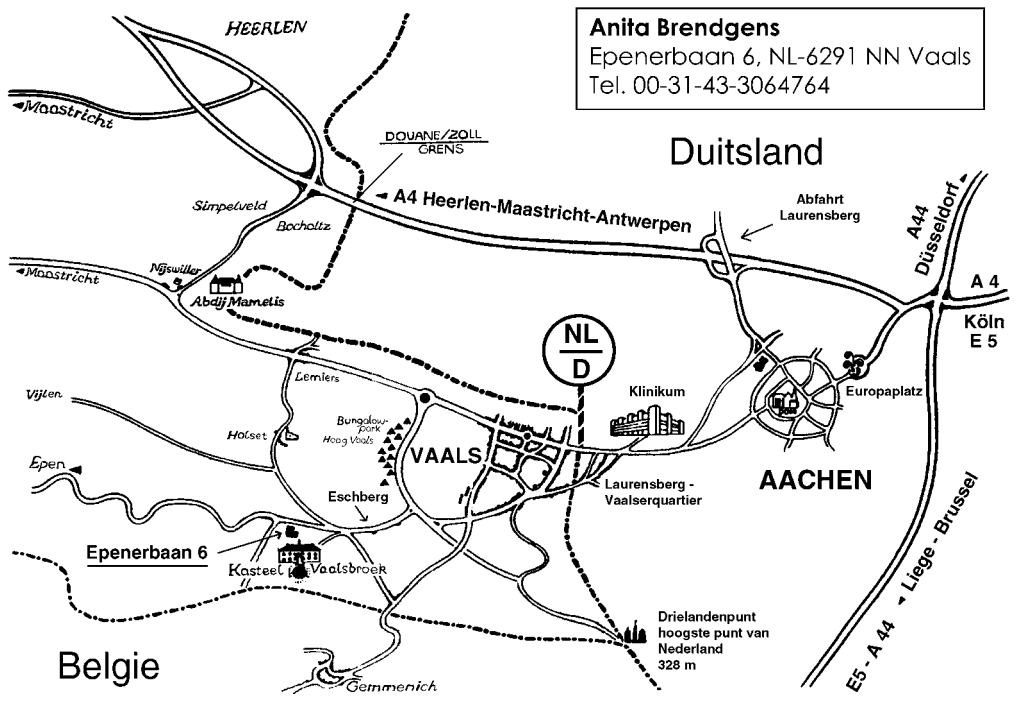 HEERLEN
Anita Brendgens
Epenerbaan 6, NL-6291 NN Vaals
Tel. 00-31-43-3064764
Maastricht
DOUANE/ZOLL
GRENS
Duitsland
A4 Heerlen-Maastricht-Antwerpen
Abfahrt
Laurensberg
A44
Düsseldorf
Simpelveld
Bocholtz
Maastricht
Nijswiller
Abdij Mamelis
A 4
Köln
E 5
NL
D
Lemiers
Klinikum
Europaplatz
Dom
Vijlen
Bungalow-
park
Hoog Vaals
Holset
VAALS
AACHEN
Epen
Eschberg
Laurensberg -
Vaalserquartier
Epenerbaan 6
Kasteel Vaalsbroek
E5 - A 44 Liege - Brussel
Drielandenpunt
hoogste punt van
Nederland
328 m
Belgie
Gemmenich